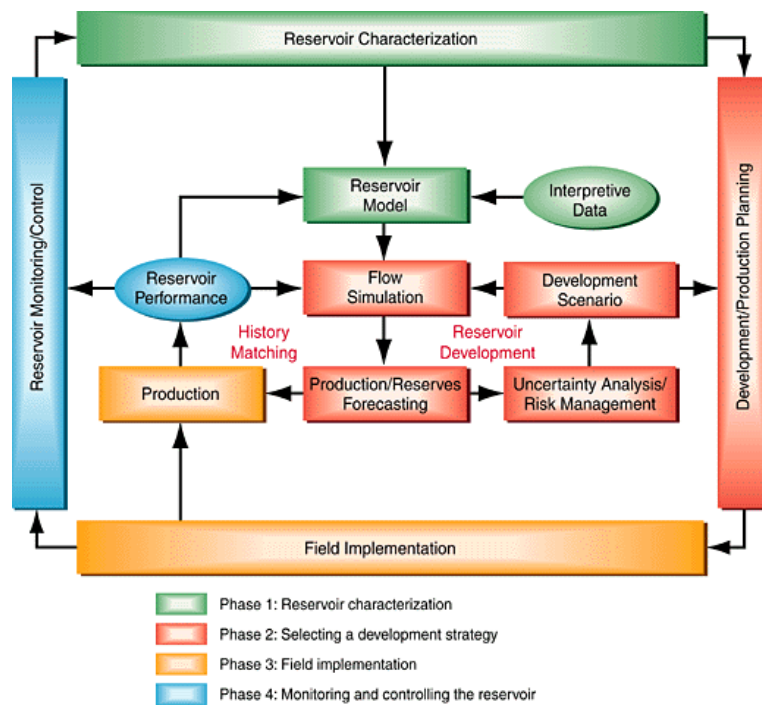 Reservoir Characterization
Reservoir Monitoring/Control
Development/Production Planning
Reservoir
Model
Interpretive
Data
Reservoir
Performance
Flow
Simulation
Development
Scenario
History
Matching
Reservoir
Development
Production
Production/Reserves
Forecasting
Uncertainty Analysis/
Risk Management
Field Implementation
Phase 1: Reservoir characterization
Phase 2: Selecting a development strategy
Phase 3: Field implementation
Phase 4: Monitoring and controlling the reservoir